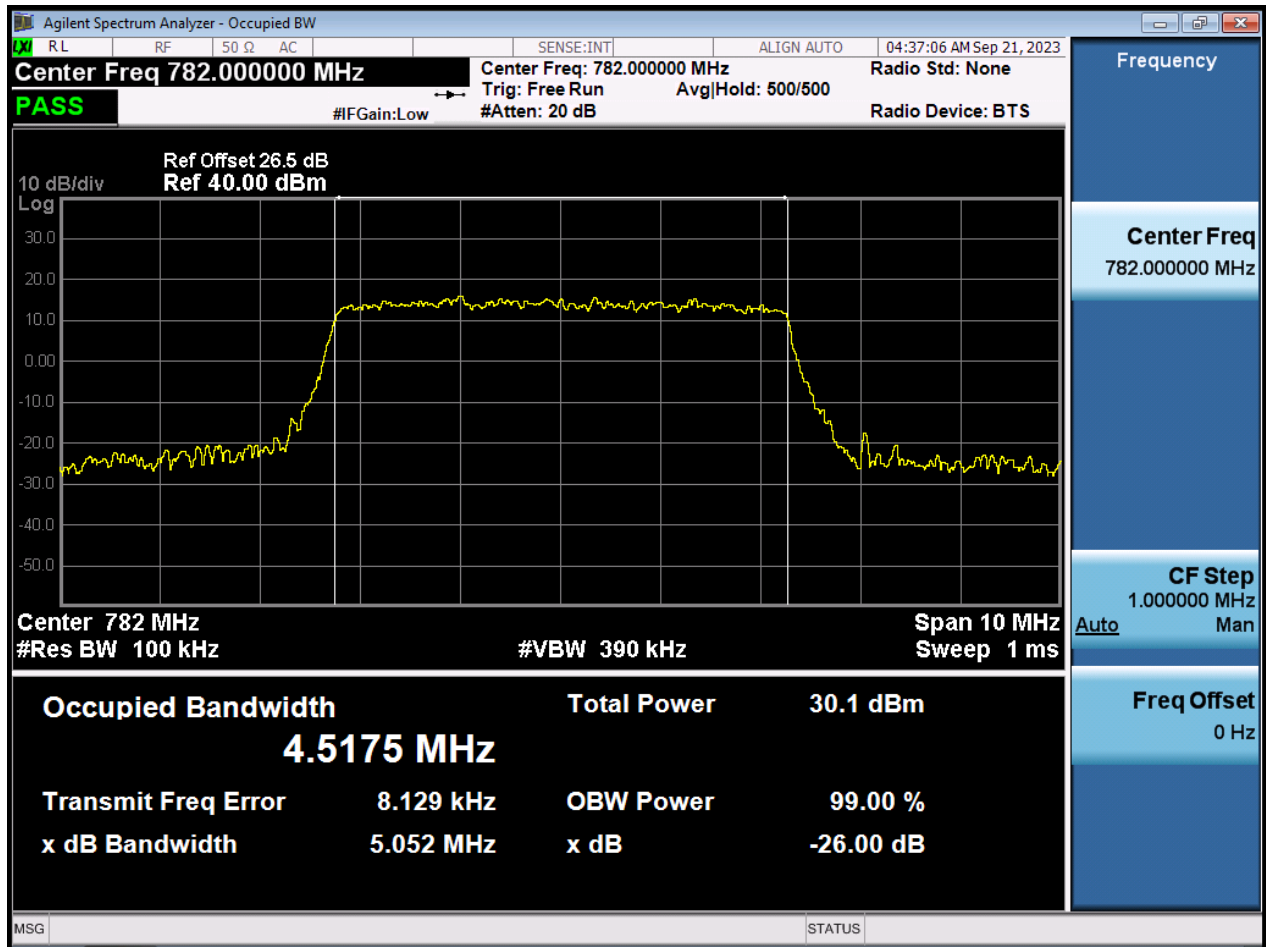 Agilent Spectrum Analyzer - Occupied BW
LXI RL RF 50 Ω AC SENSE:INT ALIGN AUTO 04:37:06 AM Sep 21, 2023
Center Freq 782.000000 MHz
Center Freq: 782.000000 MHz Radio Std: None
Trig: Free Run Avg|Hold: 500/500
PASS
#IFGain:Low #Atten: 20 dB Radio Device: BTS
Ref Offset 26.5 dB
10 dB/div Ref 40.00 dBm
Log
30.0
20.0
10.0
0.00
-10.0
-20.0
-30.0
-40.0
-50.0
Center 782 MHz Span 10 MHz
#Res BW 100 kHz #VBW 390 kHz Sweep 1 ms
Occupied Bandwidth Total Power 30.1 dBm
4.5175 MHz
Transmit Freq Error 8.129 kHz OBW Power 99.00 %
x dB Bandwidth 5.052 MHz x dB -26.00 dB
MSG STATUS
Frequency
Center Freq
782.000000 MHz
CF Step
1.000000 MHz
Auto Man
Freq Offset
0 Hz